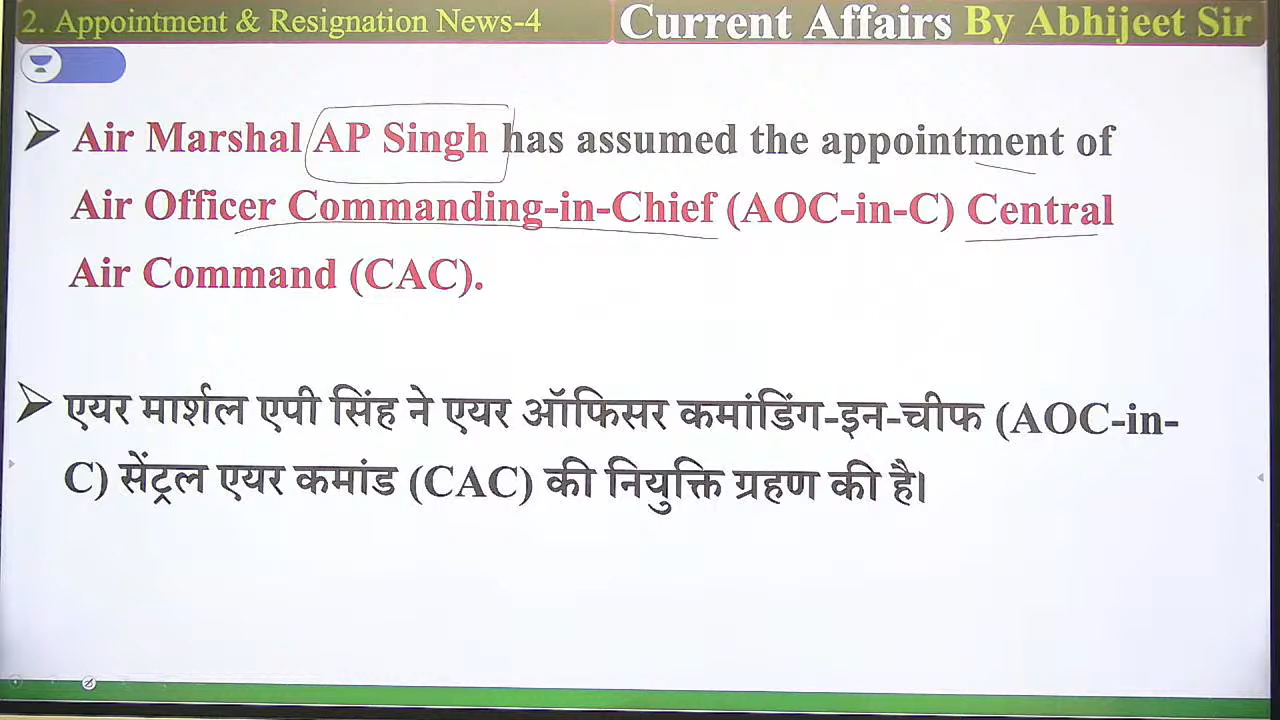 2. Appointment & Resignation News-4
Current Affairs By Abhijeet Sir
Air Marshal AP Singh has assumed the appointment of
Air Officer Commanding-in-Chief (AOC-in-C) Central
Air Command (CAC).
एयर मार्शल एपी सिंह ने एयर ऑफिसर कमांडिंग-इन-चीफ (AOC-in-
C) सेंट्रल एयर कमांड (CAC) की नियुक्ति ग्रहण की है।